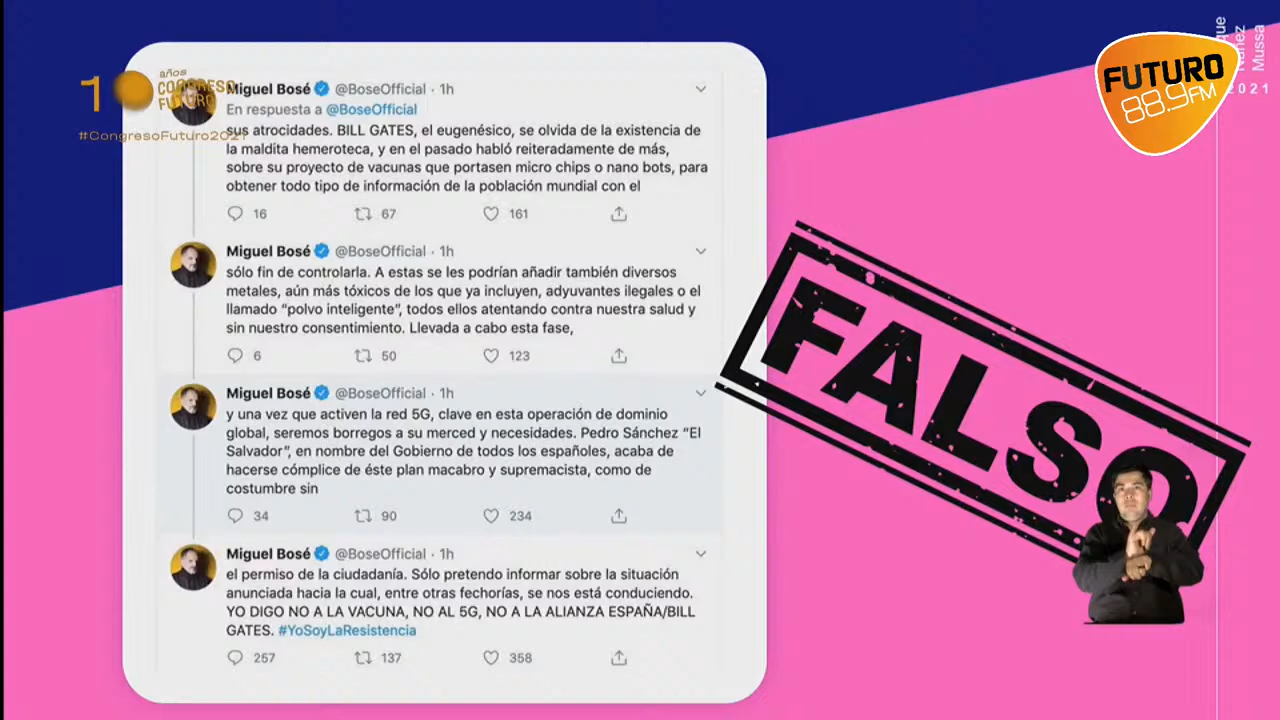 1
años
CONGRESO
FUTURO
#CongresoFuturo2021
Miguel Bosé @BoseOfficial · 1h
En respuesta a @BoseOfficial
sus atrocidades. BILL GATES, el eugenésico, se olvida de la existencia de
la maldita hemeroteca, y en el pasado habló reiteradamente de más,
sobre su proyecto de vacunas que portasen micro chips o nano bots, para
obtener todo tipo de información de la población mundial con el
16 67 161
Miguel Bosé @BoseOfficial · 1h
sólo fin de controlarla. A estas se les podrían añadir también diversos
metales, aún más tóxicos de los que ya incluyen, adyuvantes ilegales o el
llamado “polvo inteligente”, todos ellos atentando contra nuestra salud y
sin nuestro consentimiento. Llevada a cabo esta fase,
6 50 123
Miguel Bosé @BoseOfficial · 1h
y una vez que activen la red 5G, clave en esta operación de dominio
global, seremos borregos a su merced y necesidades. Pedro Sánchez “El
Salvador”, en nombre del Gobierno de todos los españoles, acaba de
hacerse cómplice de éste plan macabro y supremacista, como de
costumbre sin
34 90 234
Miguel Bosé @BoseOfficial · 1h
el permiso de la ciudadanía. Sólo pretendo informar sobre la situación
anunciada hacia la cual, entre otras fechorías, se nos está conduciendo.
YO DIGO NO A LA VACUNA, NO AL 5G, NO A LA ALIANZA ESPAÑA/BILL
GATES. #YoSoyLaResistencia
257 137 358
FALSO
FUTURO
88.9FM
Mussa